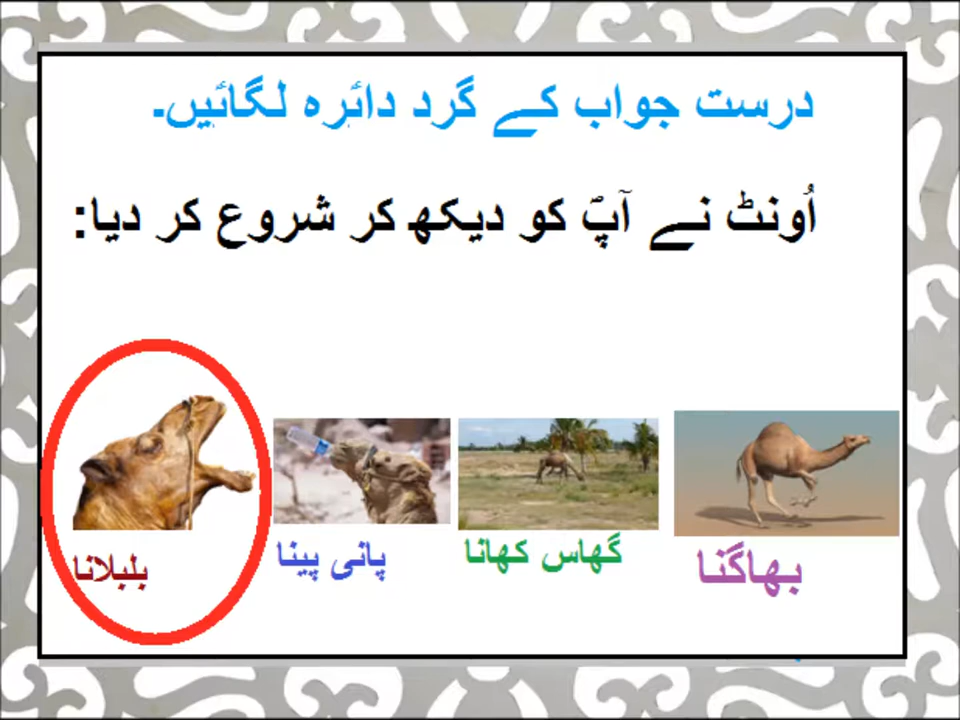 درست جواب کے گرد دائرہ لگائیں۔
اُونٹ نے آپؐ کو دیکھ کر شروع کر دیا:
بھاگنا
گھاس کھانا
پانی پینا
بلبلانا